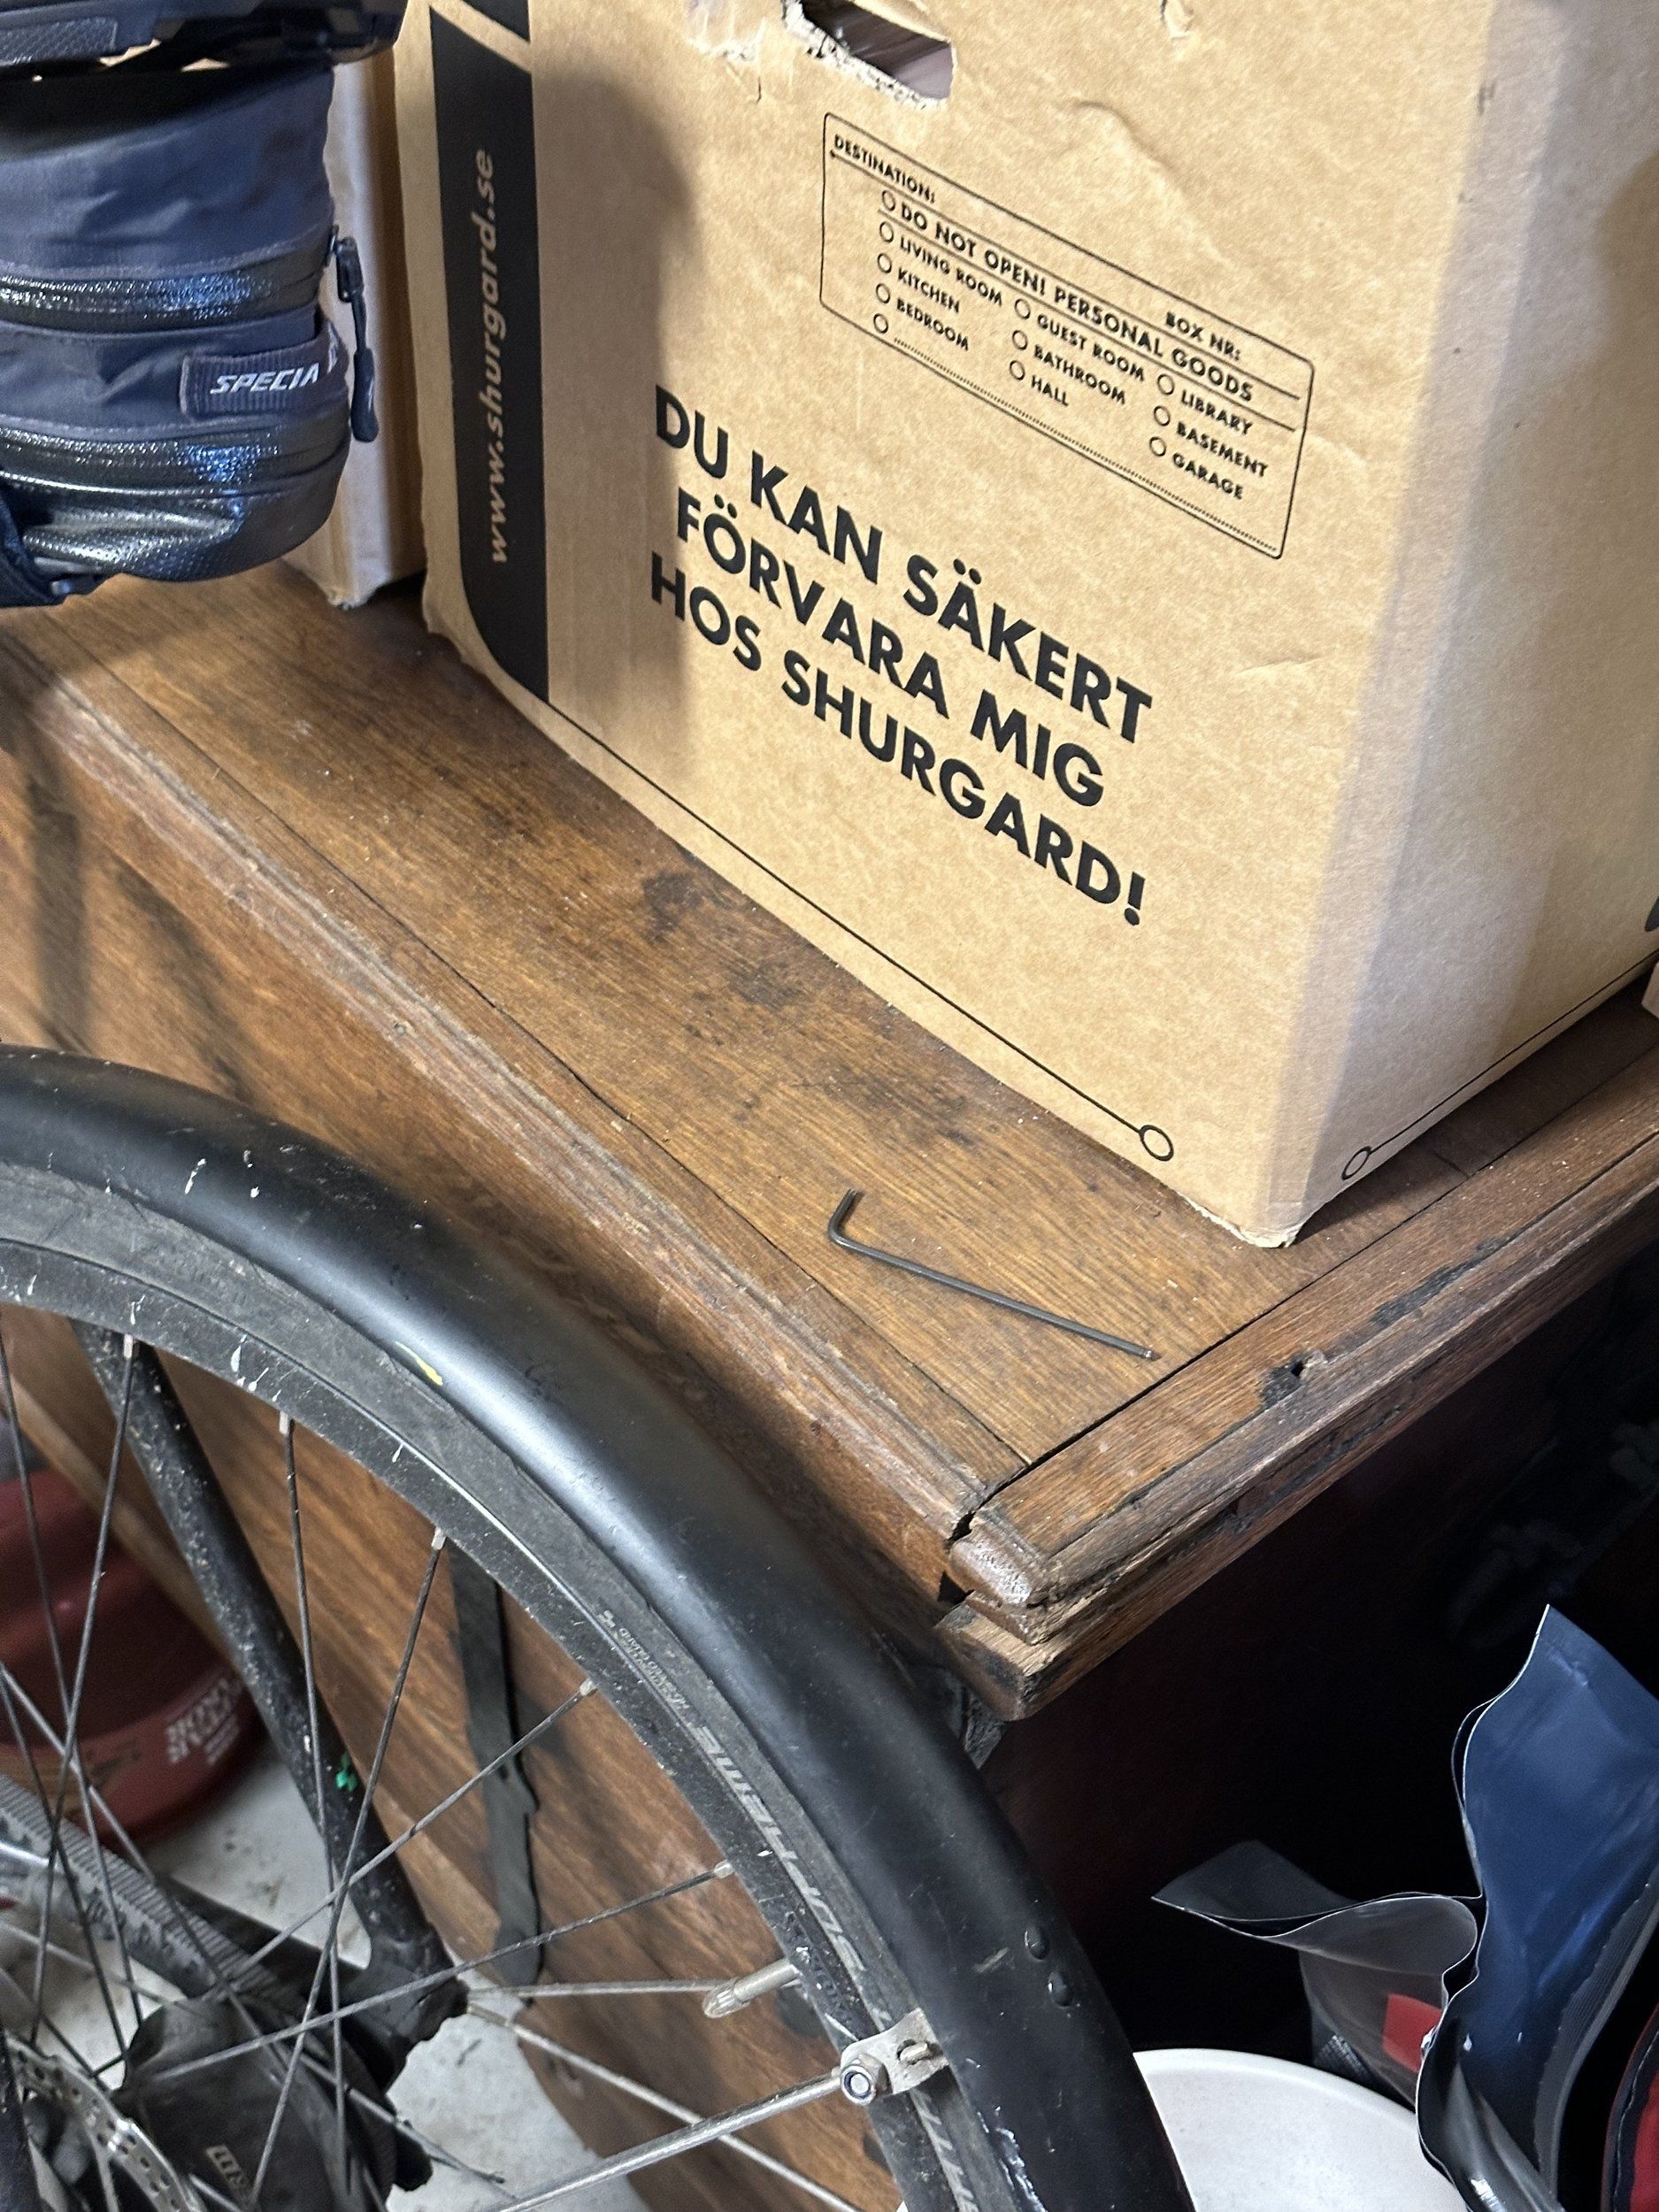 www.shurgard.se
DESTINATION:
BOX NR:
DO NOT OPEN! PERSONAL GOODS
LIVING ROOM
GUEST ROOM
LIBRARY
KITCHEN
BATHROOM
BASEMENT
BEDROOM
HALL
GARAGE
SPECIA
DU KAN SÄKERT
FÖRVARA MIG
HOS SHURGARD!